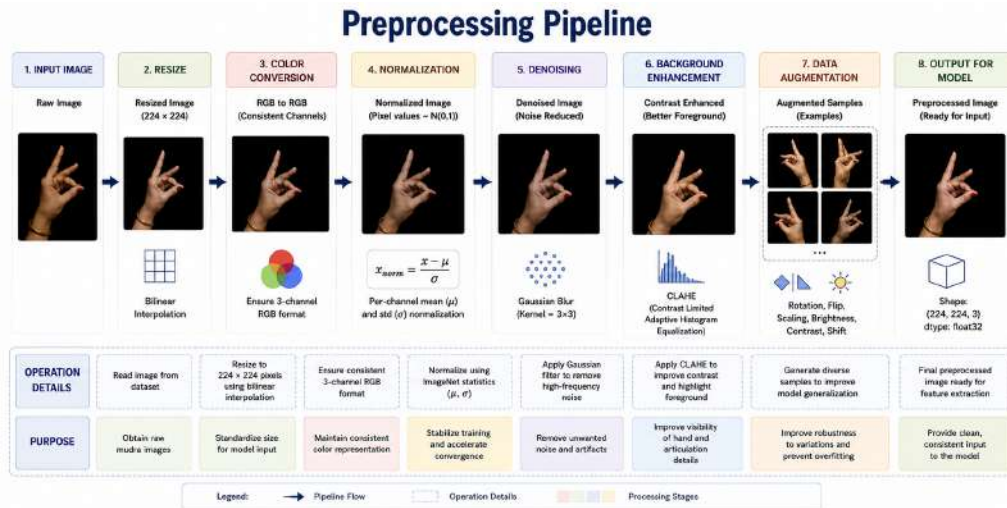 Preprocessing Pipeline
1. INPUT IMAGE
Raw Image
2. RESIZE
Resized Image
(224 × 224)
Bilinear
Interpolation
3. COLOR
CONVERSION
RGB to RGB
(Consistent Channels)
Ensure 3-channel
RGB format
4. NORMALIZATION
Normalized Image
(Pixel values ~ N(0,1))
x_norm = (x − μ) / σ
Per-channel mean (μ)
and std (σ) normalization
5. DENOISING
Denoised Image
(Noise Reduced)
Gaussian Blur
(Kernel = 3×3)
6. BACKGROUND
ENHANCEMENT
Contrast Enhanced
(Better Foreground)
CLAHE
(Contrast Limited
Adaptive Histogram
Equalization)
7. DATA
AUGMENTATION
Augmented Samples
(Examples)
...
Rotation, Flip,
Scaling, Brightness,
Contrast, Shift
8. OUTPUT FOR
MODEL
Preprocessed Image
(Ready for Input)
Shape:
(224, 224, 3)
dtype: float32
OPERATION
DETAILS
Read image from
dataset
Resize to
224 × 224 pixels
using bilinear
interpolation
Ensure consistent
3-channel RGB
format
Normalize using
ImageNet statistics
(μ, σ)
Apply Gaussian
filter to remove
high-frequency
noise
Apply CLAHE to
improve contrast
and highlight
foreground
Generate diverse
samples to improve
model generalization
Final preprocessed
image ready for
feature extraction
PURPOSE
Obtain raw
mudra images
Standardize size
for model input
Maintain consistent
color representation
Stabilize training
and accelerate
convergence
Remove unwanted
noise and artifacts
Improve visibility
of hand and
articulation
details
Improve robustness
to variations and
prevent overfitting
Provide clean,
consistent input
to the model
Legend:
Pipeline Flow
Operation Details
Processing Stages